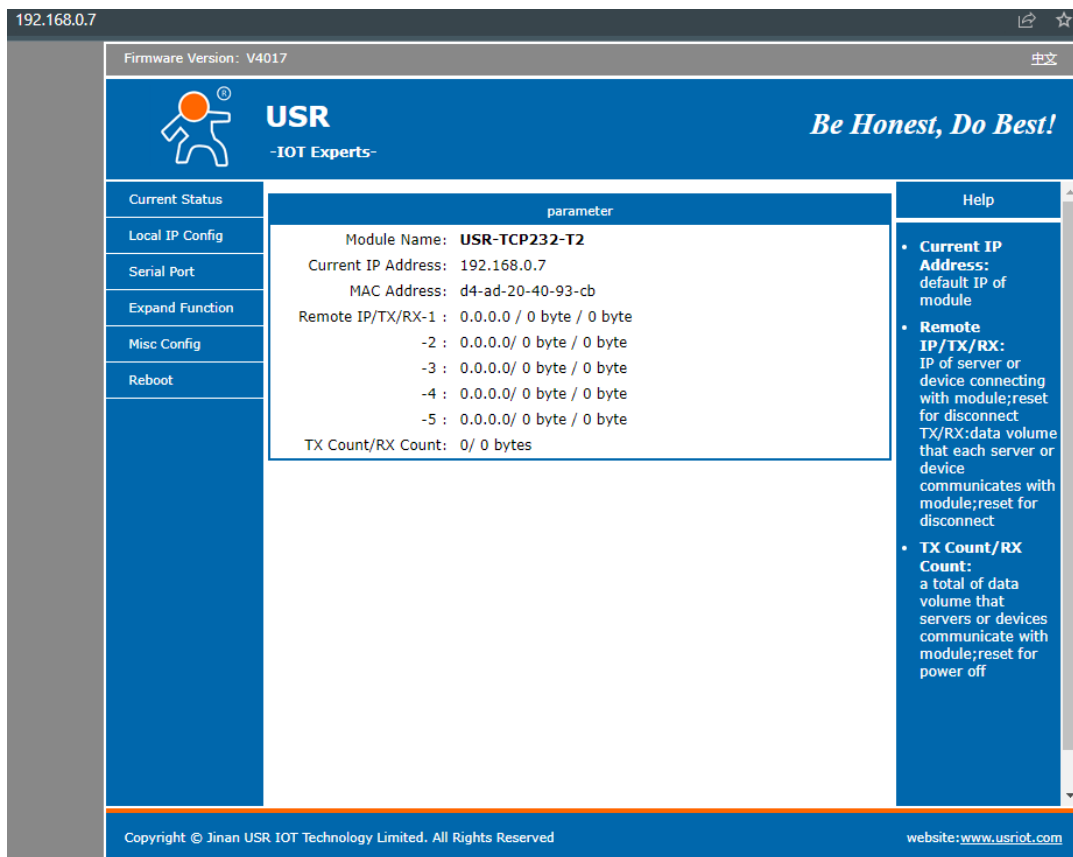 192.168.0.7
Firmware Version: V4017
中文
®
USR
-IOT Experts-
Be Honest, Do Best!
Current Status
Local IP Config
Serial Port
Expand Function
Misc Config
Reboot
parameter
Module Name: USR-TCP232-T2
Current IP Address: 192.168.0.7
MAC Address: d4-ad-20-40-93-cb
Remote IP/TX/RX-1 : 0.0.0.0 / 0 byte / 0 byte
-2 : 0.0.0.0/ 0 byte / 0 byte
-3 : 0.0.0.0/ 0 byte / 0 byte
-4 : 0.0.0.0/ 0 byte / 0 byte
-5 : 0.0.0.0/ 0 byte / 0 byte
TX Count/RX Count: 0/ 0 bytes
Help
• Current IP
Address:
default IP of
module
• Remote
IP/TX/RX:
IP of server or
device connecting
with module;reset
for disconnect
TX/RX:data volume
that each server or
device
communicates with
module;reset for
disconnect
• TX Count/RX
Count:
a total of data
volume that
servers or devices
communicate with
module;reset for
power off
Copyright © Jinan USR IOT Technology Limited. All Rights Reserved
website:www.usriot.com